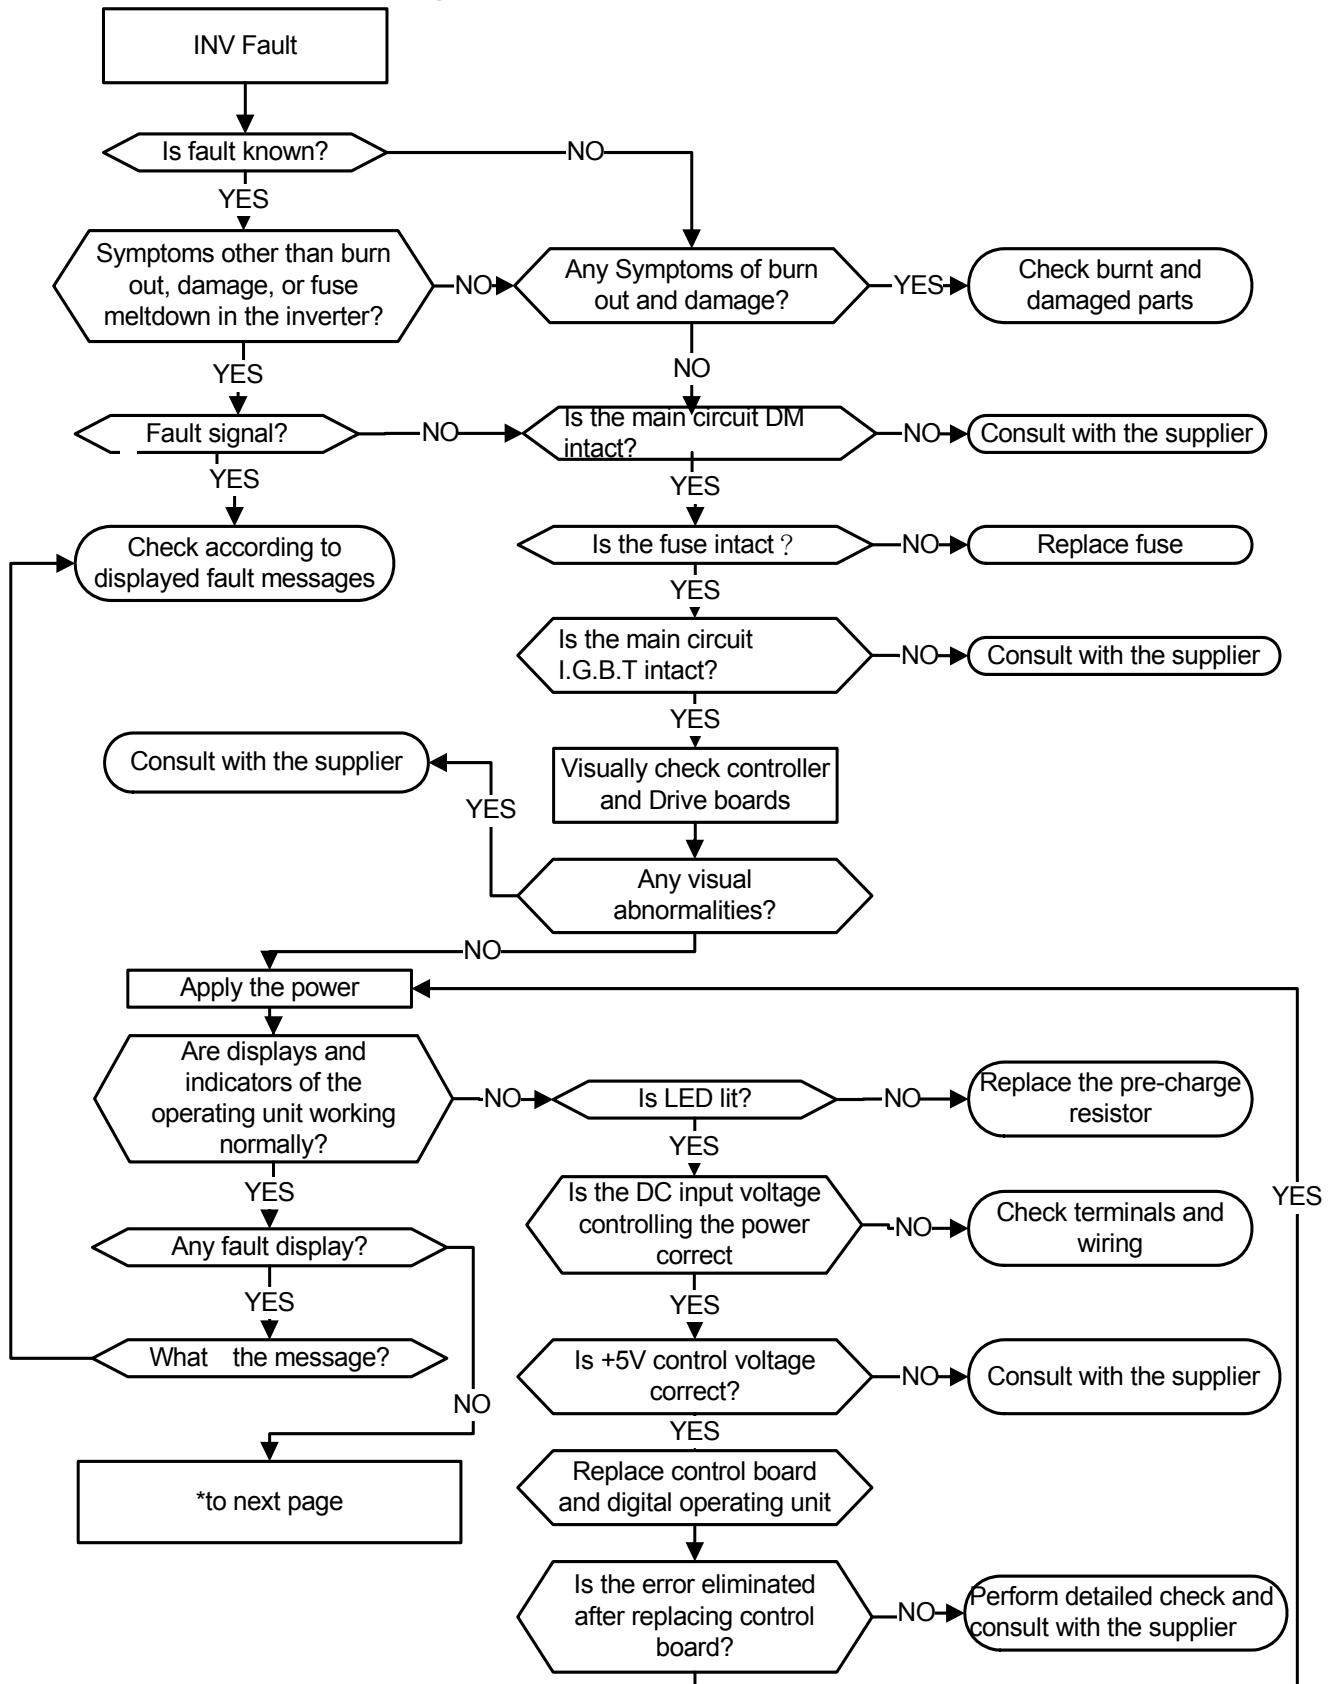 INV Fault
Is fault known?
NO
YES
Symptoms other than burn
out, damage, or fuse
meltdown in the inverter?
NO
Any Symptoms of burn
out and damage?
YES
Check burnt and
damaged parts
YES
NO
Fault signal?
NO
Is the main circuit DM
intact?
NO
Consult with the supplier
YES
YES
Check according to
displayed fault messages
Is the fuse intact？
NO
Replace fuse
YES
Is the main circuit
I.G.B.T intact?
NO
Consult with the supplier
YES
Consult with the supplier
Visually check controller
and Drive boards
YES
Any visual
abnormalities?
NO
Apply the power
Are displays and
indicators of the
operating unit working
normally?
NO
Is LED lit?
NO
Replace the pre-charge
resistor
YES
YES
Is the DC input voltage
controlling the power
correct
NO
Check terminals and
wiring
YES
Any fault display?
YES
YES
What the message?
Is +5V control voltage
correct?
NO
Consult with the supplier
NO
YES
*to next page
Replace control board
and digital operating unit
Is the error eliminated
after replacing control
board?
NO
Perform detailed check and
consult with the supplier